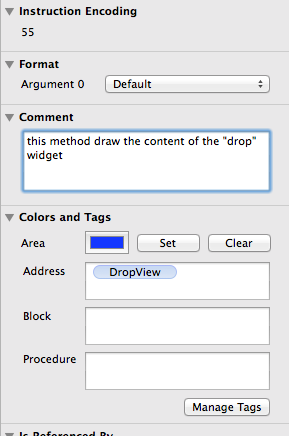 Instruction Encoding
55
Format
Argument 0 Default
Comment
this method draw the content of the "drop"
widget
Colors and Tags
Area Set Clear
Address DropView
Block
Procedure
Manage Tags
Is Referenced By